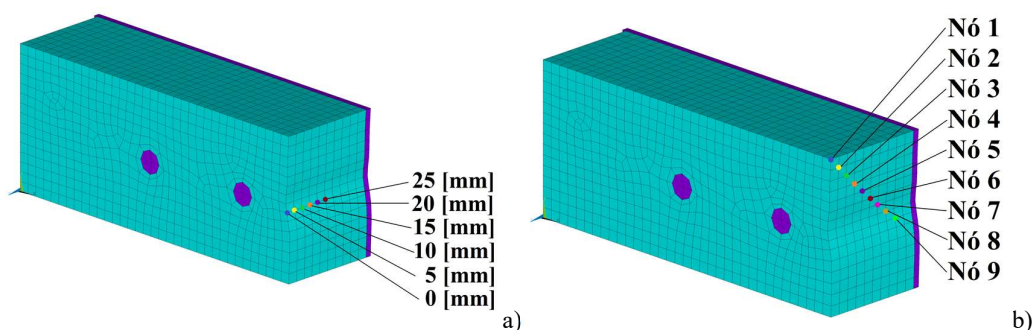 25 [mm]
20 [mm]
15 [mm]
10 [mm]
5 [mm]
0 [mm]
a)
Nó 1
Nó 2
Nó 3
Nó 4
Nó 5
Nó 6
Nó 7
Nó 8
Nó 9
b)